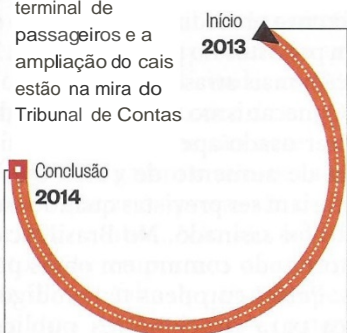 terminal de
passageiros e a
ampliação do cais
estão na mira do
Tribunal de Contas
Início
2013
Conclusão
2014